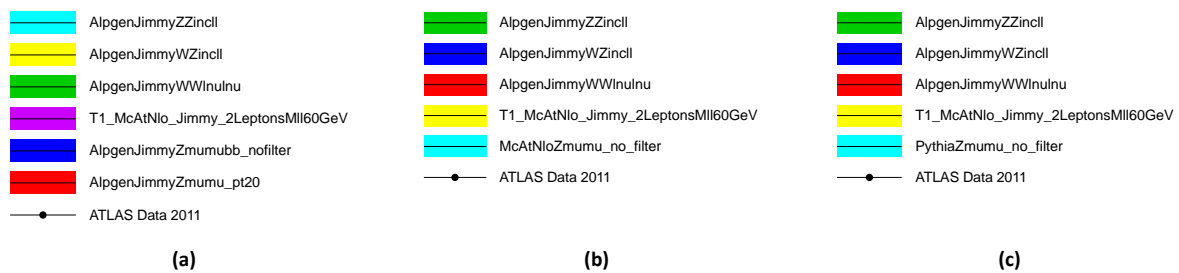 AlpgenJimmyZZincll
AlpgenJimmyWZincll
AlpgenJimmyWWlnulnu
T1_McAtNlo_Jimmy_2LeptonsMll60GeV
AlpgenJimmyZmumubb_nofilter
AlpgenJimmyZmumu_pt20
ATLAS Data 2011
(a)
AlpgenJimmyZZincll
AlpgenJimmyWZincll
AlpgenJimmyWWlnulnu
T1_McAtNlo_Jimmy_2LeptonsMll60GeV
McAtNloZmumu_no_filter
ATLAS Data 2011
(b)
AlpgenJimmyZZincll
AlpgenJimmyWZincll
AlpgenJimmyWWlnulnu
T1_McAtNlo_Jimmy_2LeptonsMll60GeV
PythiaZmumu_no_filter
ATLAS Data 2011
(c)